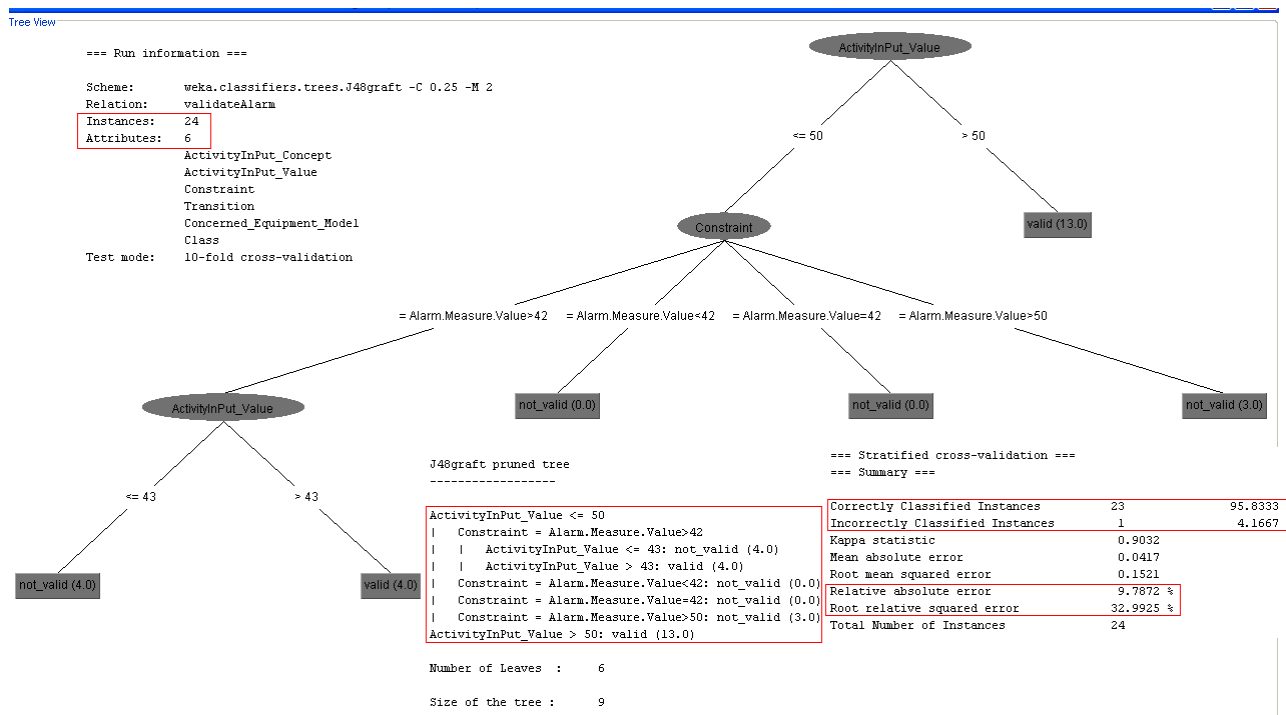 Tree View
=== Run information ===
Scheme: weka.classifiers.trees.J48graft -C 0.25 -M 2
Relation: validateAlarm
Instances: 24
Attributes: 6
ActivityInPut_Concept
ActivityInPut_Value
Constraint
Transition
Concerned_Equipment_Model
Class
Test mode: 10-fold cross-validation
ActivityInPut_Value
<= 50
> 50
Constraint
valid (13.0)
= Alarm.Measure.Value>42
= Alarm.Measure.Value<42
= Alarm.Measure.Value=42
= Alarm.Measure.Value>50
ActivityInPut_Value
not_valid (0.0)
not_valid (0.0)
not_valid (3.0)
<= 43
> 43
not_valid (4.0)
valid (4.0)
J48graft pruned tree
------------------
ActivityInPut_Value <= 50
| Constraint = Alarm.Measure.Value>42
| | ActivityInPut_Value <= 43: not_valid (4.0)
| | ActivityInPut_Value > 43: valid (4.0)
| Constraint = Alarm.Measure.Value<42: not_valid (0.0)
| Constraint = Alarm.Measure.Value=42: not_valid (0.0)
| Constraint = Alarm.Measure.Value>50: not_valid (3.0)
ActivityInPut_Value > 50: valid (13.0)
Number of Leaves : 6
Size of the tree : 9
=== Stratified cross-validation ===
=== Summary ===
Correctly Classified Instances 23 95.8333
Incorrectly Classified Instances 1 4.1667
Kappa statistic 0.9032
Mean absolute error 0.0417
Root mean squared error 0.1521
Relative absolute error 9.7872 %
Root relative squared error 32.9925 %
Total Number of Instances 24